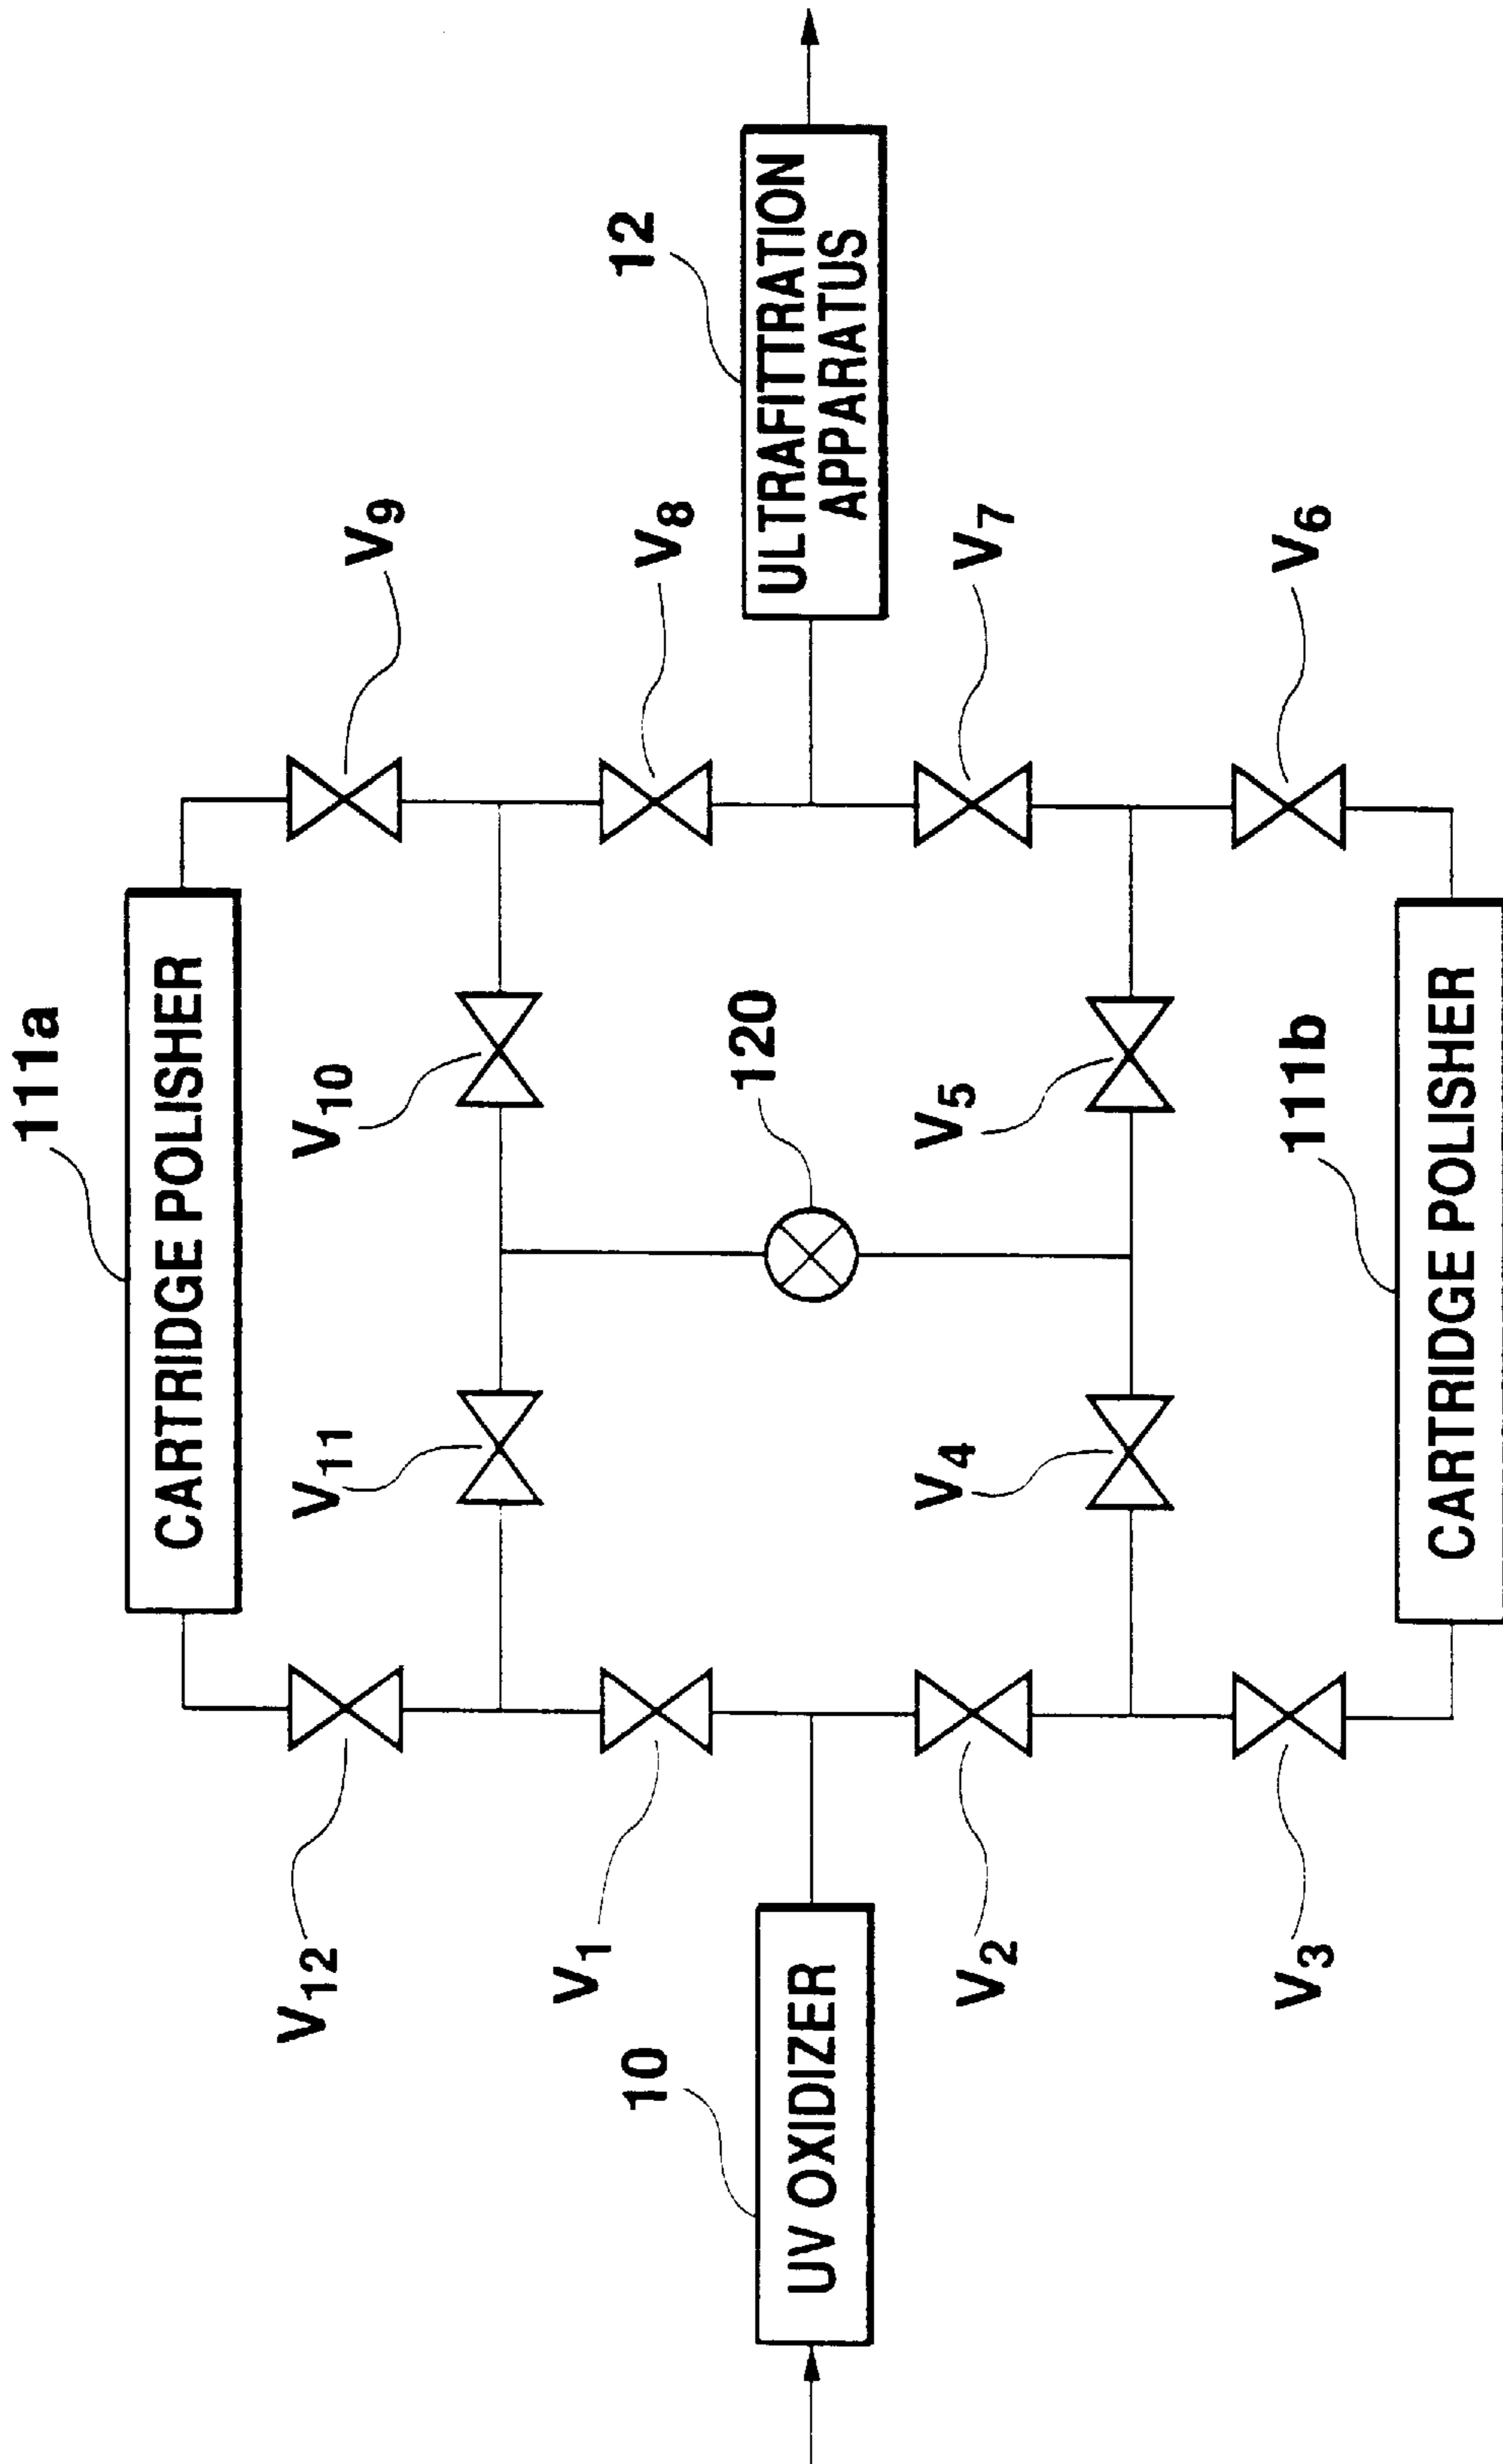 111a
CARTRIDGE POLISHER
V12
V11
V10
V9
V1
V8
10
UV OXIDIZER
120
12
ULTRAFITTRATION
APPARATUS
V2
V4
V5
V7
V3
V6
111b
CARTRIDGE POLISHER